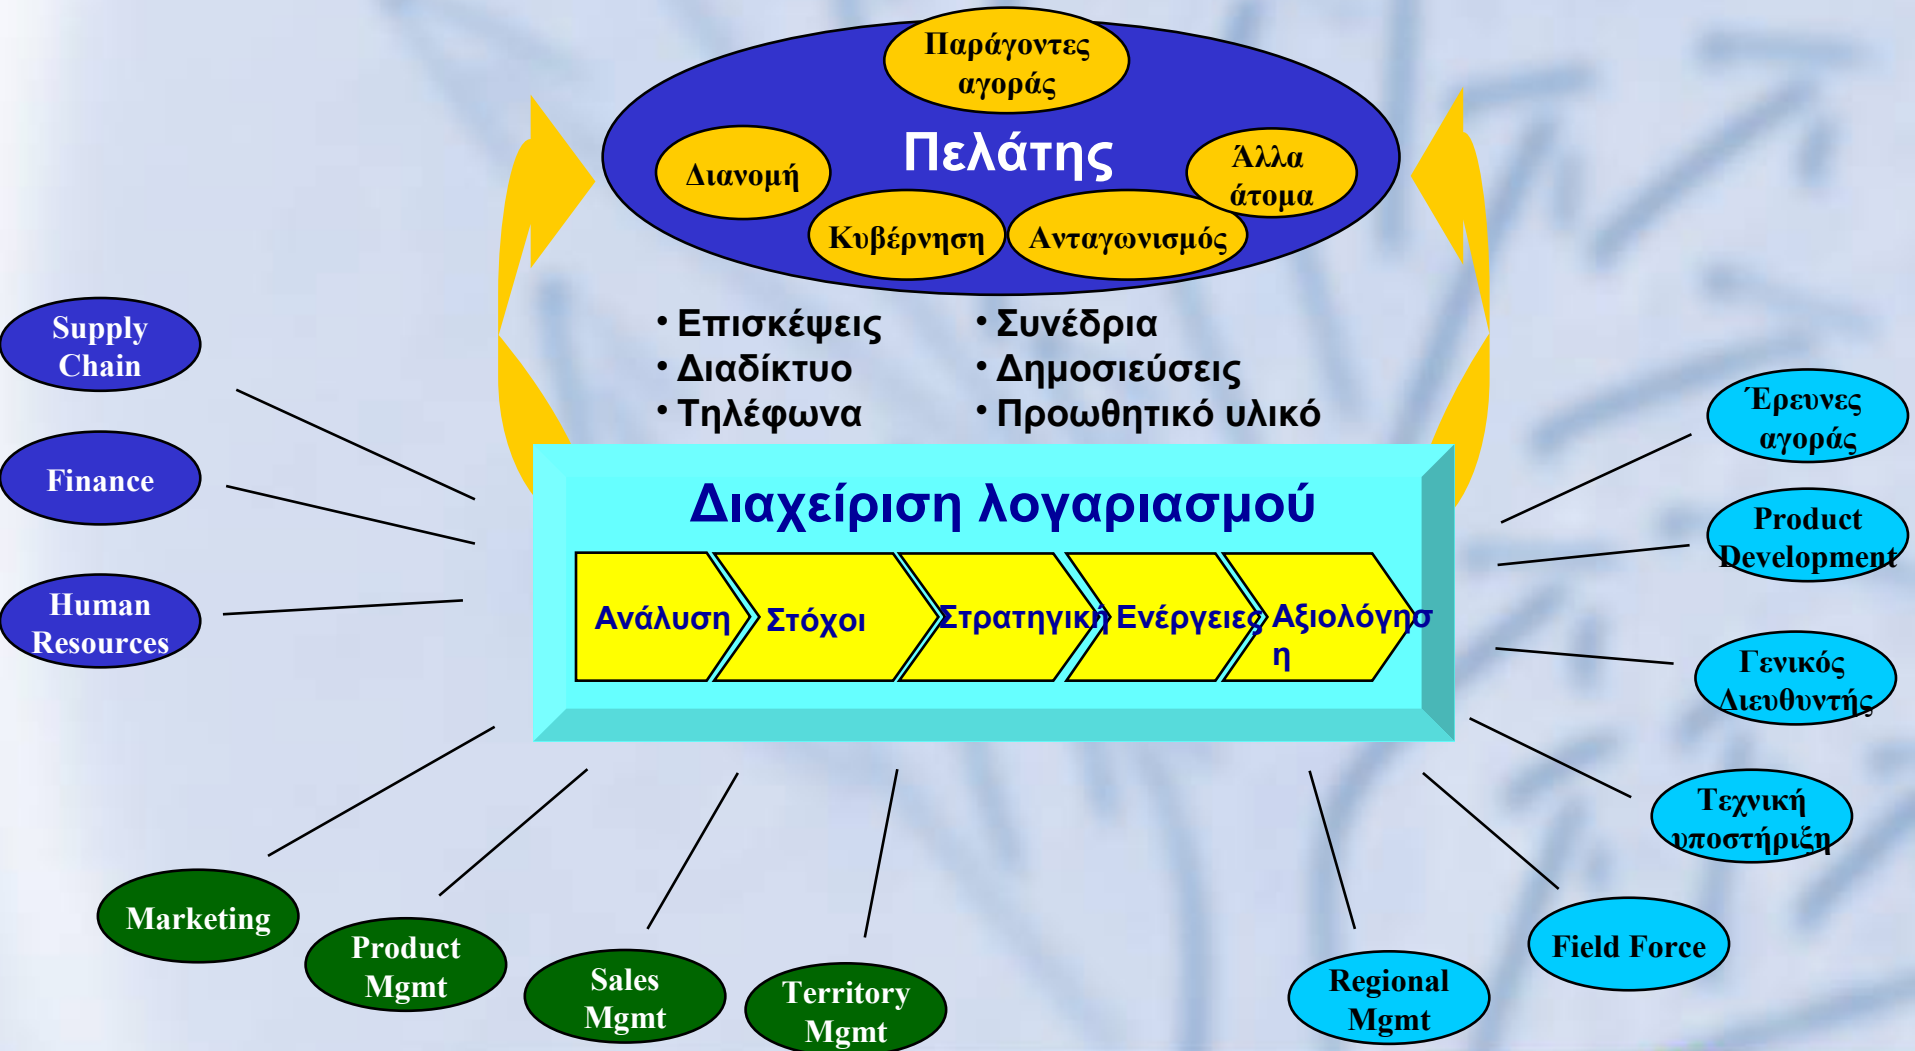 Παράγοντες
αγοράς
Πελάτης
Διανομή
Άλλα
άτομα
Κυβέρνηση
Ανταγωνισμός
• Επισκέψεις
• Διαδίκτυο
• Τηλέφωνα
• Συνέδρια
• Δημοσιεύσεις
• Προωθητικό υλικό
Supply
Chain
Finance
Human
Resources
Διαχείριση λογαριασμού
Ανάλυση
Στόχοι
Στρατηγική
Ενέργειες
Αξιολόγησ
η
Έρευνες
αγοράς
Product
Development
Γενικός
Διευθυντής
Τεχνική
υποστήριξη
Field Force
Regional
Mgmt
Marketing
Product
Mgmt
Sales
Mgmt
Territory
Mgmt